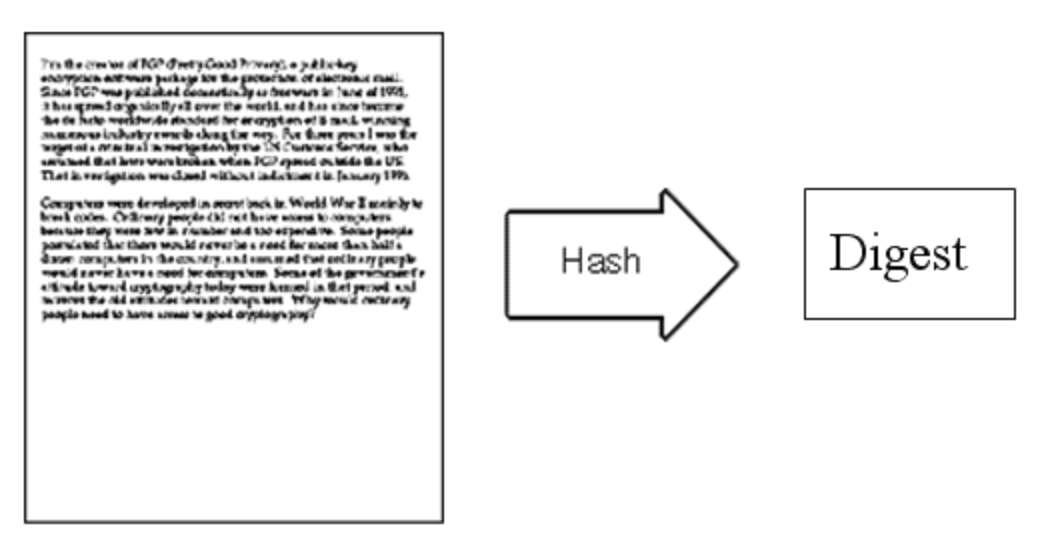 I'm the creator of PGP (Pretty Good Privacy), a public-key
encryption software package for the protection of electronic mail.
Since PGP was published domestically as freeware in June of 1991,
it has spread organically all over the world, and has since become
the de facto worldwide standard for encryption of E-mail, winning
numerous industry awards along the way. For three years I was the
target of a criminal investigation by the US Customs Service, who
assumed that laws were broken when PGP spread outside the US.
That investigation was closed without indictment in January 1996.
Computers were developed in secret back in World War II mainly to
break codes. Ordinary people did not have access to computers,
because they were few in number and too expensive. Some people
postulated that there would never be a need for more than half a
dozen computers in the country, and assumed that ordinary people
would never have a need for computers. Some of the government's
attitude toward cryptography today were formed in that period, and
the old attitudes toward computers. Why would ordinary
people need to have access to good cryptography?
Hash
Digest